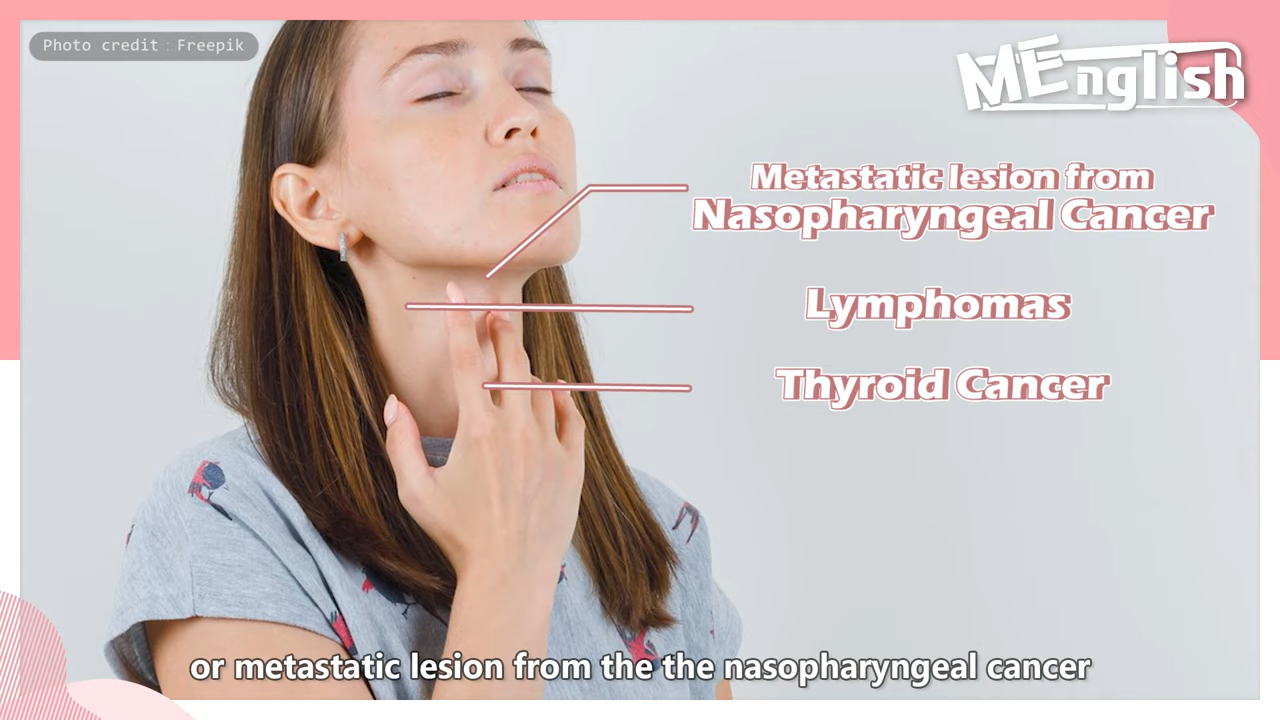 Photo credit : Freepik
MEnglish
Metastatic lesion from
Nasopharyngeal Cancer
Lymphomas
Thyroid Cancer
or metastatic lesion from the the nasopharyngeal cancer